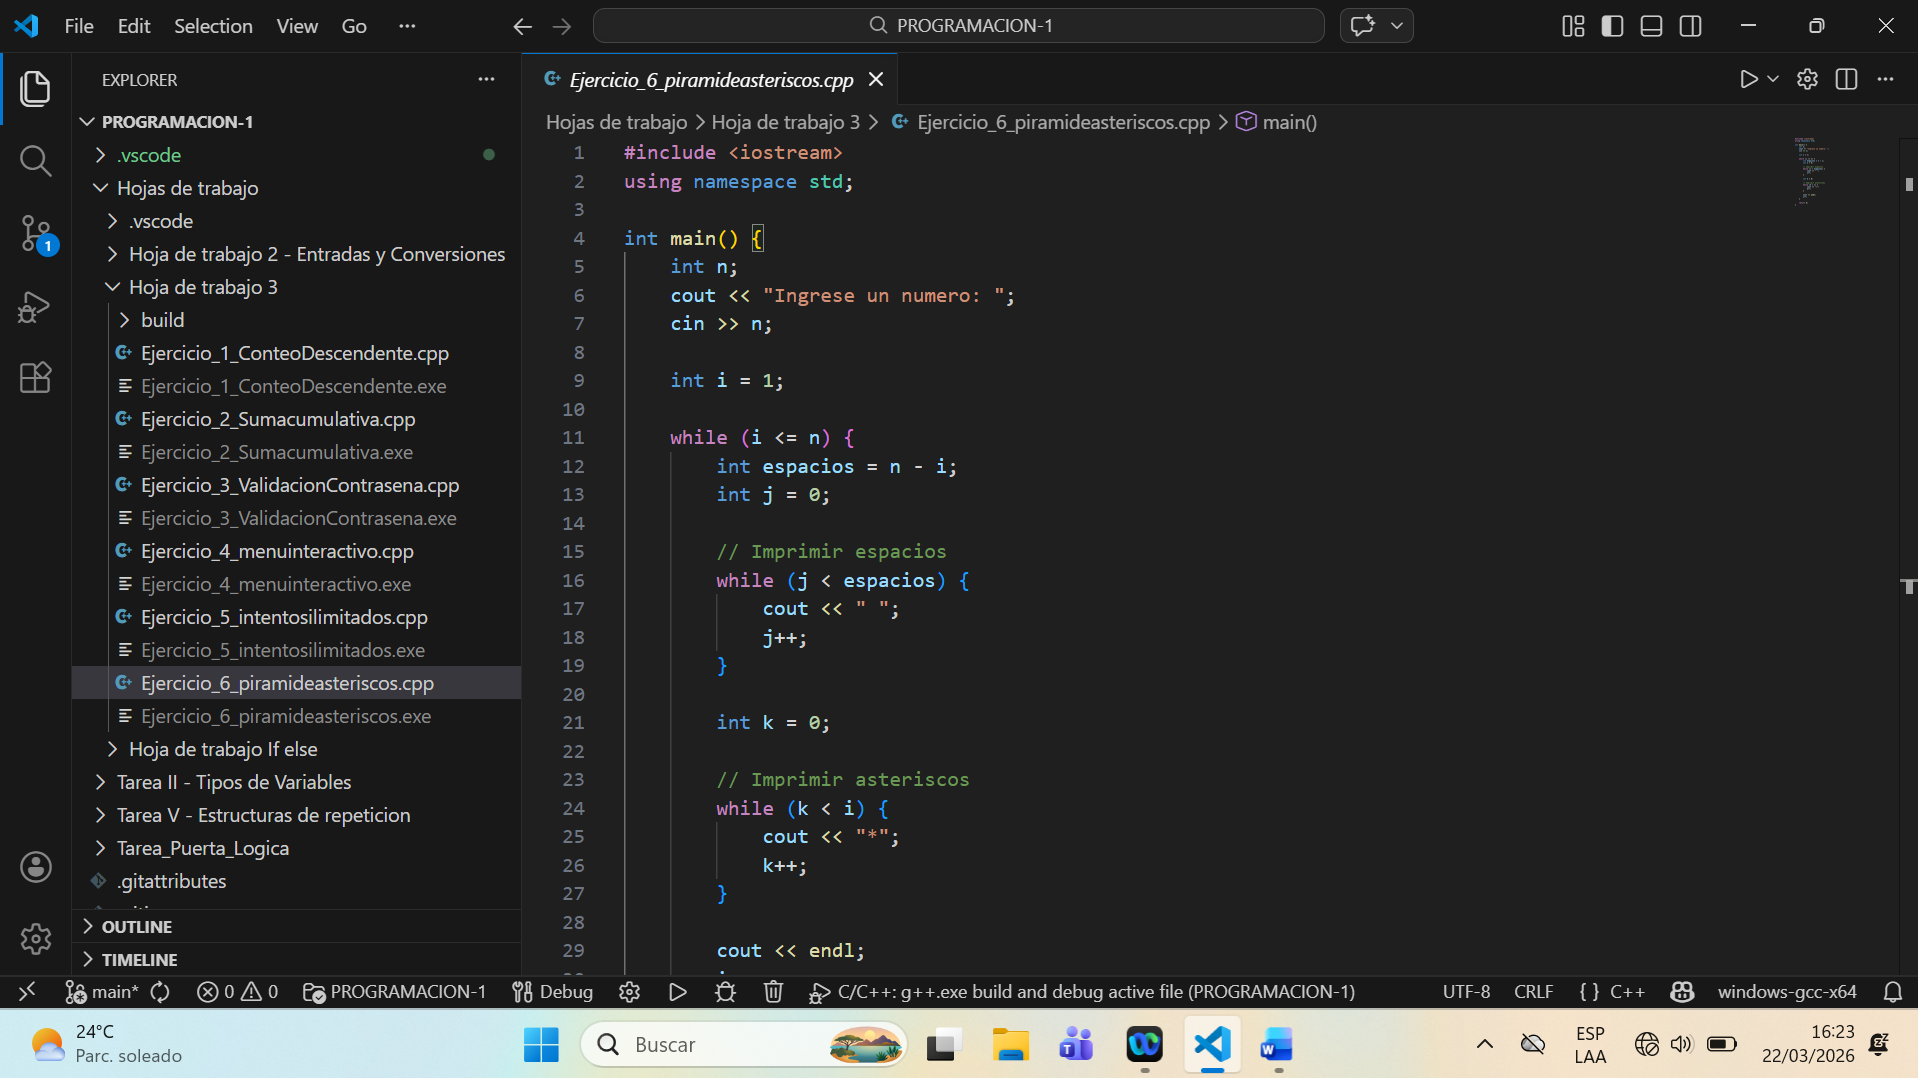 File Edit Selection View Go ···
PROGRAMACION-1
EXPLORER
PROGRAMACION-1
.vscode
Hojas de trabajo
.vscode
Hoja de trabajo 2 - Entradas y Conversiones
Hoja de trabajo 3
build
Ejercicio_1_ConteoDescendente.cpp
Ejercicio_1_ConteoDescendente.exe
Ejercicio_2_Sumacumulativa.cpp
Ejercicio_2_Sumacumulativa.exe
Ejercicio_3_ValidacionContrasena.cpp
Ejercicio_3_ValidacionContrasena.exe
Ejercicio_4_menuinteractivo.cpp
Ejercicio_4_menuinteractivo.exe
Ejercicio_5_intentosilimitados.cpp
Ejercicio_5_intentosilimitados.exe
Ejercicio_6_piramideasteriscos.cpp
Ejercicio_6_piramideasteriscos.exe
Hoja de trabajo If else
Tarea II - Tipos de Variables
Tarea V - Estructuras de repeticion
Tarea_Puerta_Logica
.gitattributes
OUTLINE
TIMELINE
1
Ejercicio_6_piramideasteriscos.cpp
Hojas de trabajo > Hoja de trabajo 3 > Ejercicio_6_piramideasteriscos.cpp > main()
1 #include <iostream>
2 using namespace std;
3
4 int main() {
5 int n;
6 cout << "Ingrese un numero: ";
7 cin >> n;
8
9 int i = 1;
10
11 while (i <= n) {
12 int espacios = n - i;
13 int j = 0;
14
15 // Imprimir espacios
16 while (j < espacios) {
17 cout << " ";
18 j++;
19 }
20
21 int k = 0;
22
23 // Imprimir asteriscos
24 while (k < i) {
25 cout << "*";
26 k++;
27 }
28
29 cout << endl;
main* 0 0 PROGRAMACION-1 Debug C/C++: g++.exe build and debug active file (PROGRAMACION-1) UTF-8 CRLF { } C++ windows-gcc-x64
24°C
Parc. soleado
Buscar
ESP
LAA
16:23
22/03/2026